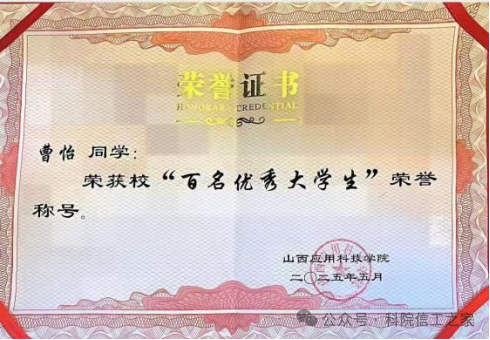 荣誉证书
HONORARY CREDENTIAL
曹怡 同学：
荣获校“百名优秀大学生”荣誉
称号。
山西应用科技学院
二〇二五年五月
公众号·科院信工之家